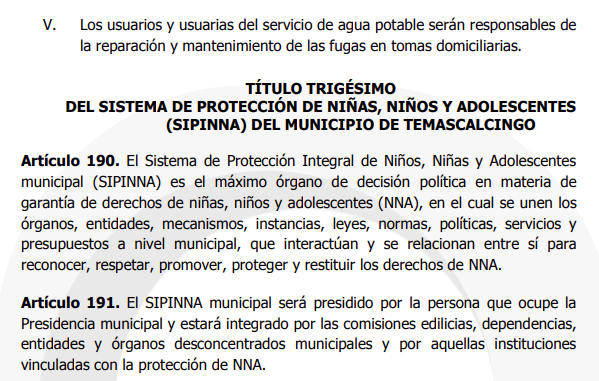 V. Los usuarios y usuarias del servicio de agua potable serán responsables de
la reparación y mantenimiento de las fugas en tomas domiciliarias.
TÍTULO TRIGÉSIMO
DEL SISTEMA DE PROTECCIÓN DE NIÑAS, NIÑOS Y ADOLESCENTES
(SIPINNA) DEL MUNICIPIO DE TEMASCALCINGO
Artículo 190. El Sistema de Protección Integral de Niños, Niñas y Adolescentes
municipal (SIPINNA) es el máximo órgano de decisión política en materia de
garantía de derechos de niñas, niños y adolescentes (NNA), en el cual se unen los
órganos, entidades, mecanismos, instancias, leyes, normas, políticas, servicios y
presupuestos a nivel municipal, que interactúan y se relacionan entre sí para
reconocer, respetar, promover, proteger y restituir los derechos de NNA.
Artículo 191. El SIPINNA municipal será presidido por la persona que ocupe la
Presidencia municipal y estará integrado por las comisiones edilicias, dependencias,
entidades y órganos desconcentrados municipales y por aquellas instituciones
vinculadas con la protección de NNA.